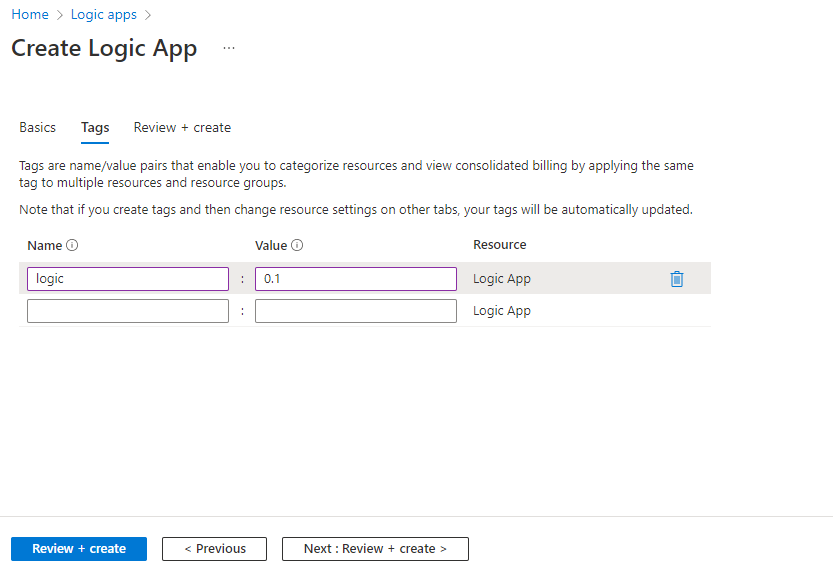 Home > Logic apps >
Create Logic App ...
Basics Tags Review + create
Tags are name/value pairs that enable you to categorize resources and view consolidated billing by applying the same
tag to multiple resources and resource groups.
Note that if you create tags and then change resource settings on other tabs, your tags will be automatically updated.
Name Value Resource
logic : 0.1 Logic App
: Logic App
Review + create < Previous Next : Review + create >